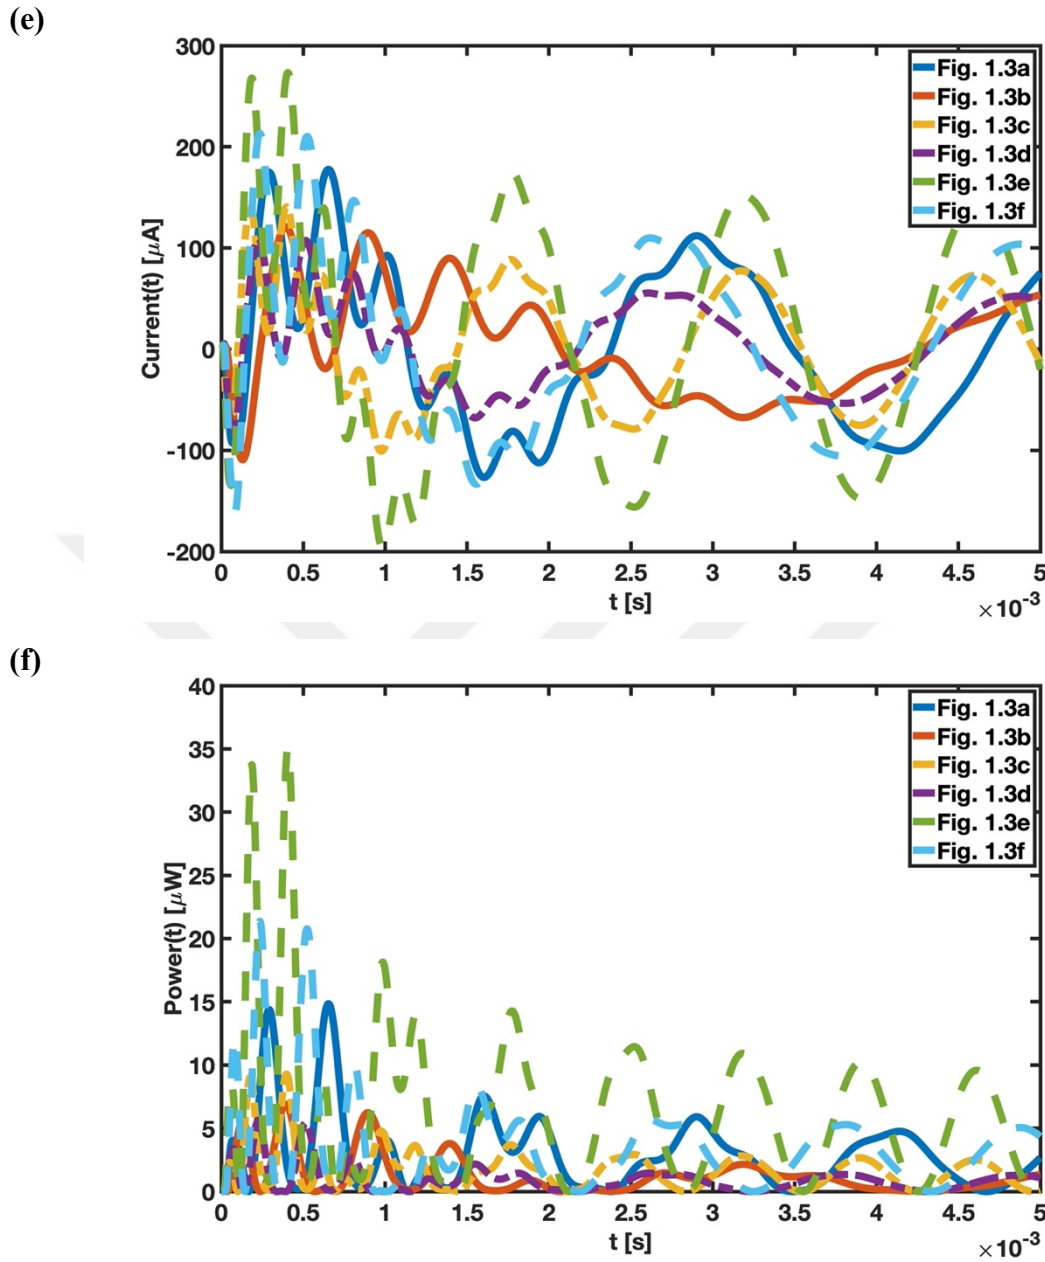 (e)
300
200
100
0
-100
-200
Current(t) [μA]
0 0.5 1 1.5 2 2.5 3 3.5 4 4.5 5
t [s]
×10⁻³
Fig. 1.3a
Fig. 1.3b
Fig. 1.3c
Fig. 1.3d
Fig. 1.3e
Fig. 1.3f
(f)
40
35
30
25
20
15
10
5
0
Power(t) [μW]
0 0.5 1 1.5 2 2.5 3 3.5 4 4.5 5
t [s]
×10⁻³
Fig. 1.3a
Fig. 1.3b
Fig. 1.3c
Fig. 1.3d
Fig. 1.3e
Fig. 1.3f